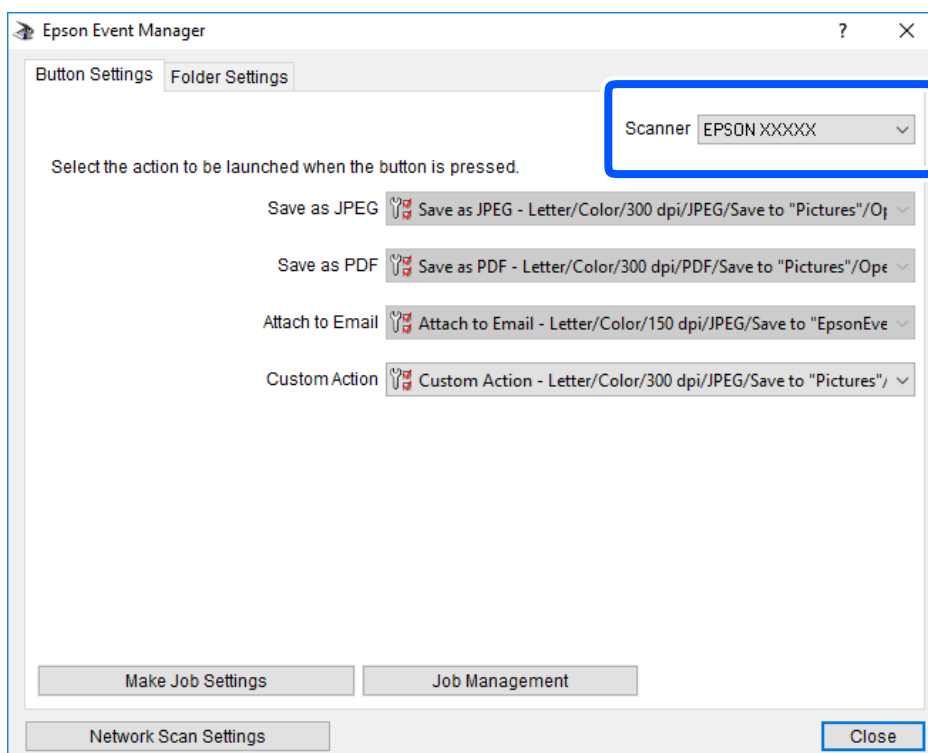 Epson Event Manager
Button Settings Folder Settings
Scanner EPSON XXXXX
Select the action to be launched when the button is pressed.
Save as JPEG Save as JPEG - Letter/Color/300 dpi/JPEG/Save to "Pictures"/Op
Save as PDF Save as PDF - Letter/Color/300 dpi/PDF/Save to "Pictures"/Ope
Attach to Email Attach to Email - Letter/Color/150 dpi/JPEG/Save to "EpsonEve
Custom Action Custom Action - Letter/Color/300 dpi/JPEG/Save to "Pictures"/
Make Job Settings Job Management
Network Scan Settings Close